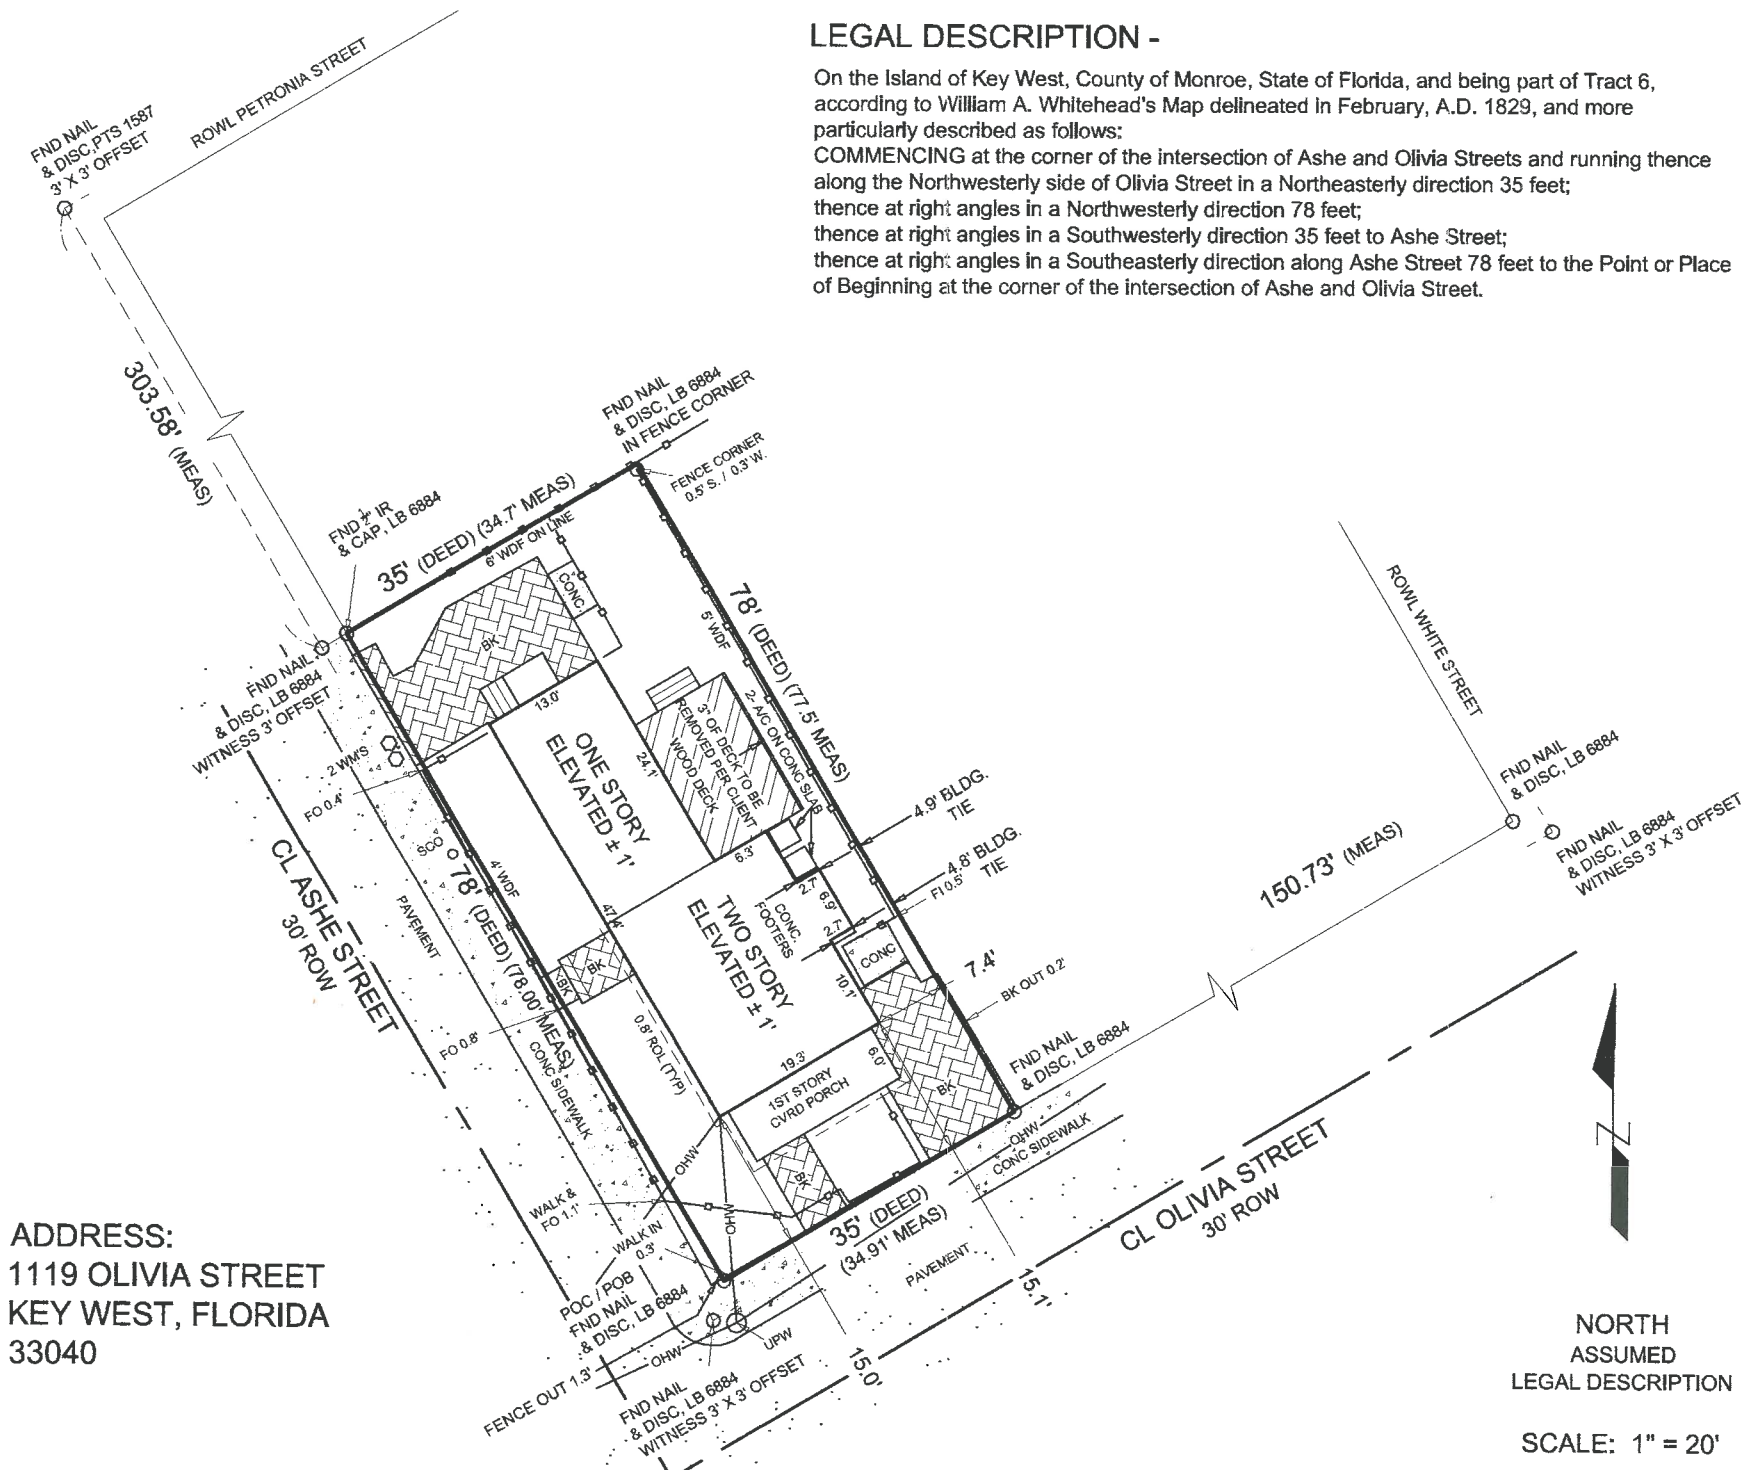 LEGAL DESCRIPTION -
On the Island of Key West, County of Monroe, State of Florida, and being part of Tract 6,
according to William A. Whitehead's Map delineated in February, A.D. 1829, and more
particularly described as follows:
COMMENCING at the corner of the intersection of Ashe and Olivia Streets and running thence
along the Northwesterly side of Olivia Street in a Northeasterly direction 35 feet;
thence at right angles in a Northwesterly direction 78 feet;
thence at right angles in a Southwesterly direction 35 feet to Ashe Street;
thence at right angles in a Southeasterly direction along Ashe Street 78 feet to the Point or Place
of Beginning at the corner of the intersection of Ashe and Olivia Street.
ROWL PETRONIA STREET
FND NAIL
& DISC,PTS 1587
3' X 3' OFFSET
303.58' (MEAS)
FND NAIL
& DISC, LB 6884
IN FENCE CORNER
FENCE CORNER
0.5' S. / 0.3' W.
FND 1/2" IR
& CAP, LB 6884
35' (DEED) (34.7' MEAS)
6' WDF ON LINE
CONC.
BK
5' WDF
78' (DEED) (77.5' MEAS)
FND NAIL
& DISC, LB 6884
WITNESS 3' OFFSET
2 WM'S
FO 0.4'
SCO
13.0'
ONE STORY
ELEVATED ± 1'
24.1'
3" OF DECK TO BE
REMOVED PER CLIENT
WOOD DECK
2- A/C ON CONC SLAB
6.3'
4.9' BLDG.
TIE
4.8' BLDG.
TIE
FI 0.5'
ROWL WHITE STREET
FND NAIL
& DISC, LB 6884
FND NAIL
& DISC, LB 6884
WITNESS 3' X 3' OFFSET
150.73' (MEAS)
CL ASHE STREET
30' ROW
PAVEMENT
4' WDF
78' (DEED) (78.00' MEAS)
47.4'
TWO STORY
ELEVATED ± 1'
2.7'
6.9'
2.7'
CONC.
FOOTERS
CONC
10.1'
7.4'
BK OUT 0.2'
BK
BK
FO 0.8'
CONC SIDEWALK
0.8' ROL (TYP)
19.3'
6.0'
1ST STORY
CVRD PORCH
BK
BK
FND NAIL
& DISC, LB 6884
OHW
CONC SIDEWALK
OHW
OHW
WALK &
FO 1.1'
WALK IN
0.3'
35' (DEED)
(34.91' MEAS)
PAVEMENT
CL OLIVIA STREET
30' ROW
15.1'
15.0'
POC / POB
FND NAIL
& DISC, LB 6884
OHW
UPW
FENCE OUT 1.3'
FND NAIL
& DISC, LB 6884
WITNESS 3' X 3' OFFSET
ADDRESS:
1119 OLIVIA STREET
KEY WEST, FLORIDA
33040
N
NORTH
ASSUMED
LEGAL DESCRIPTION
SCALE: 1" = 20'